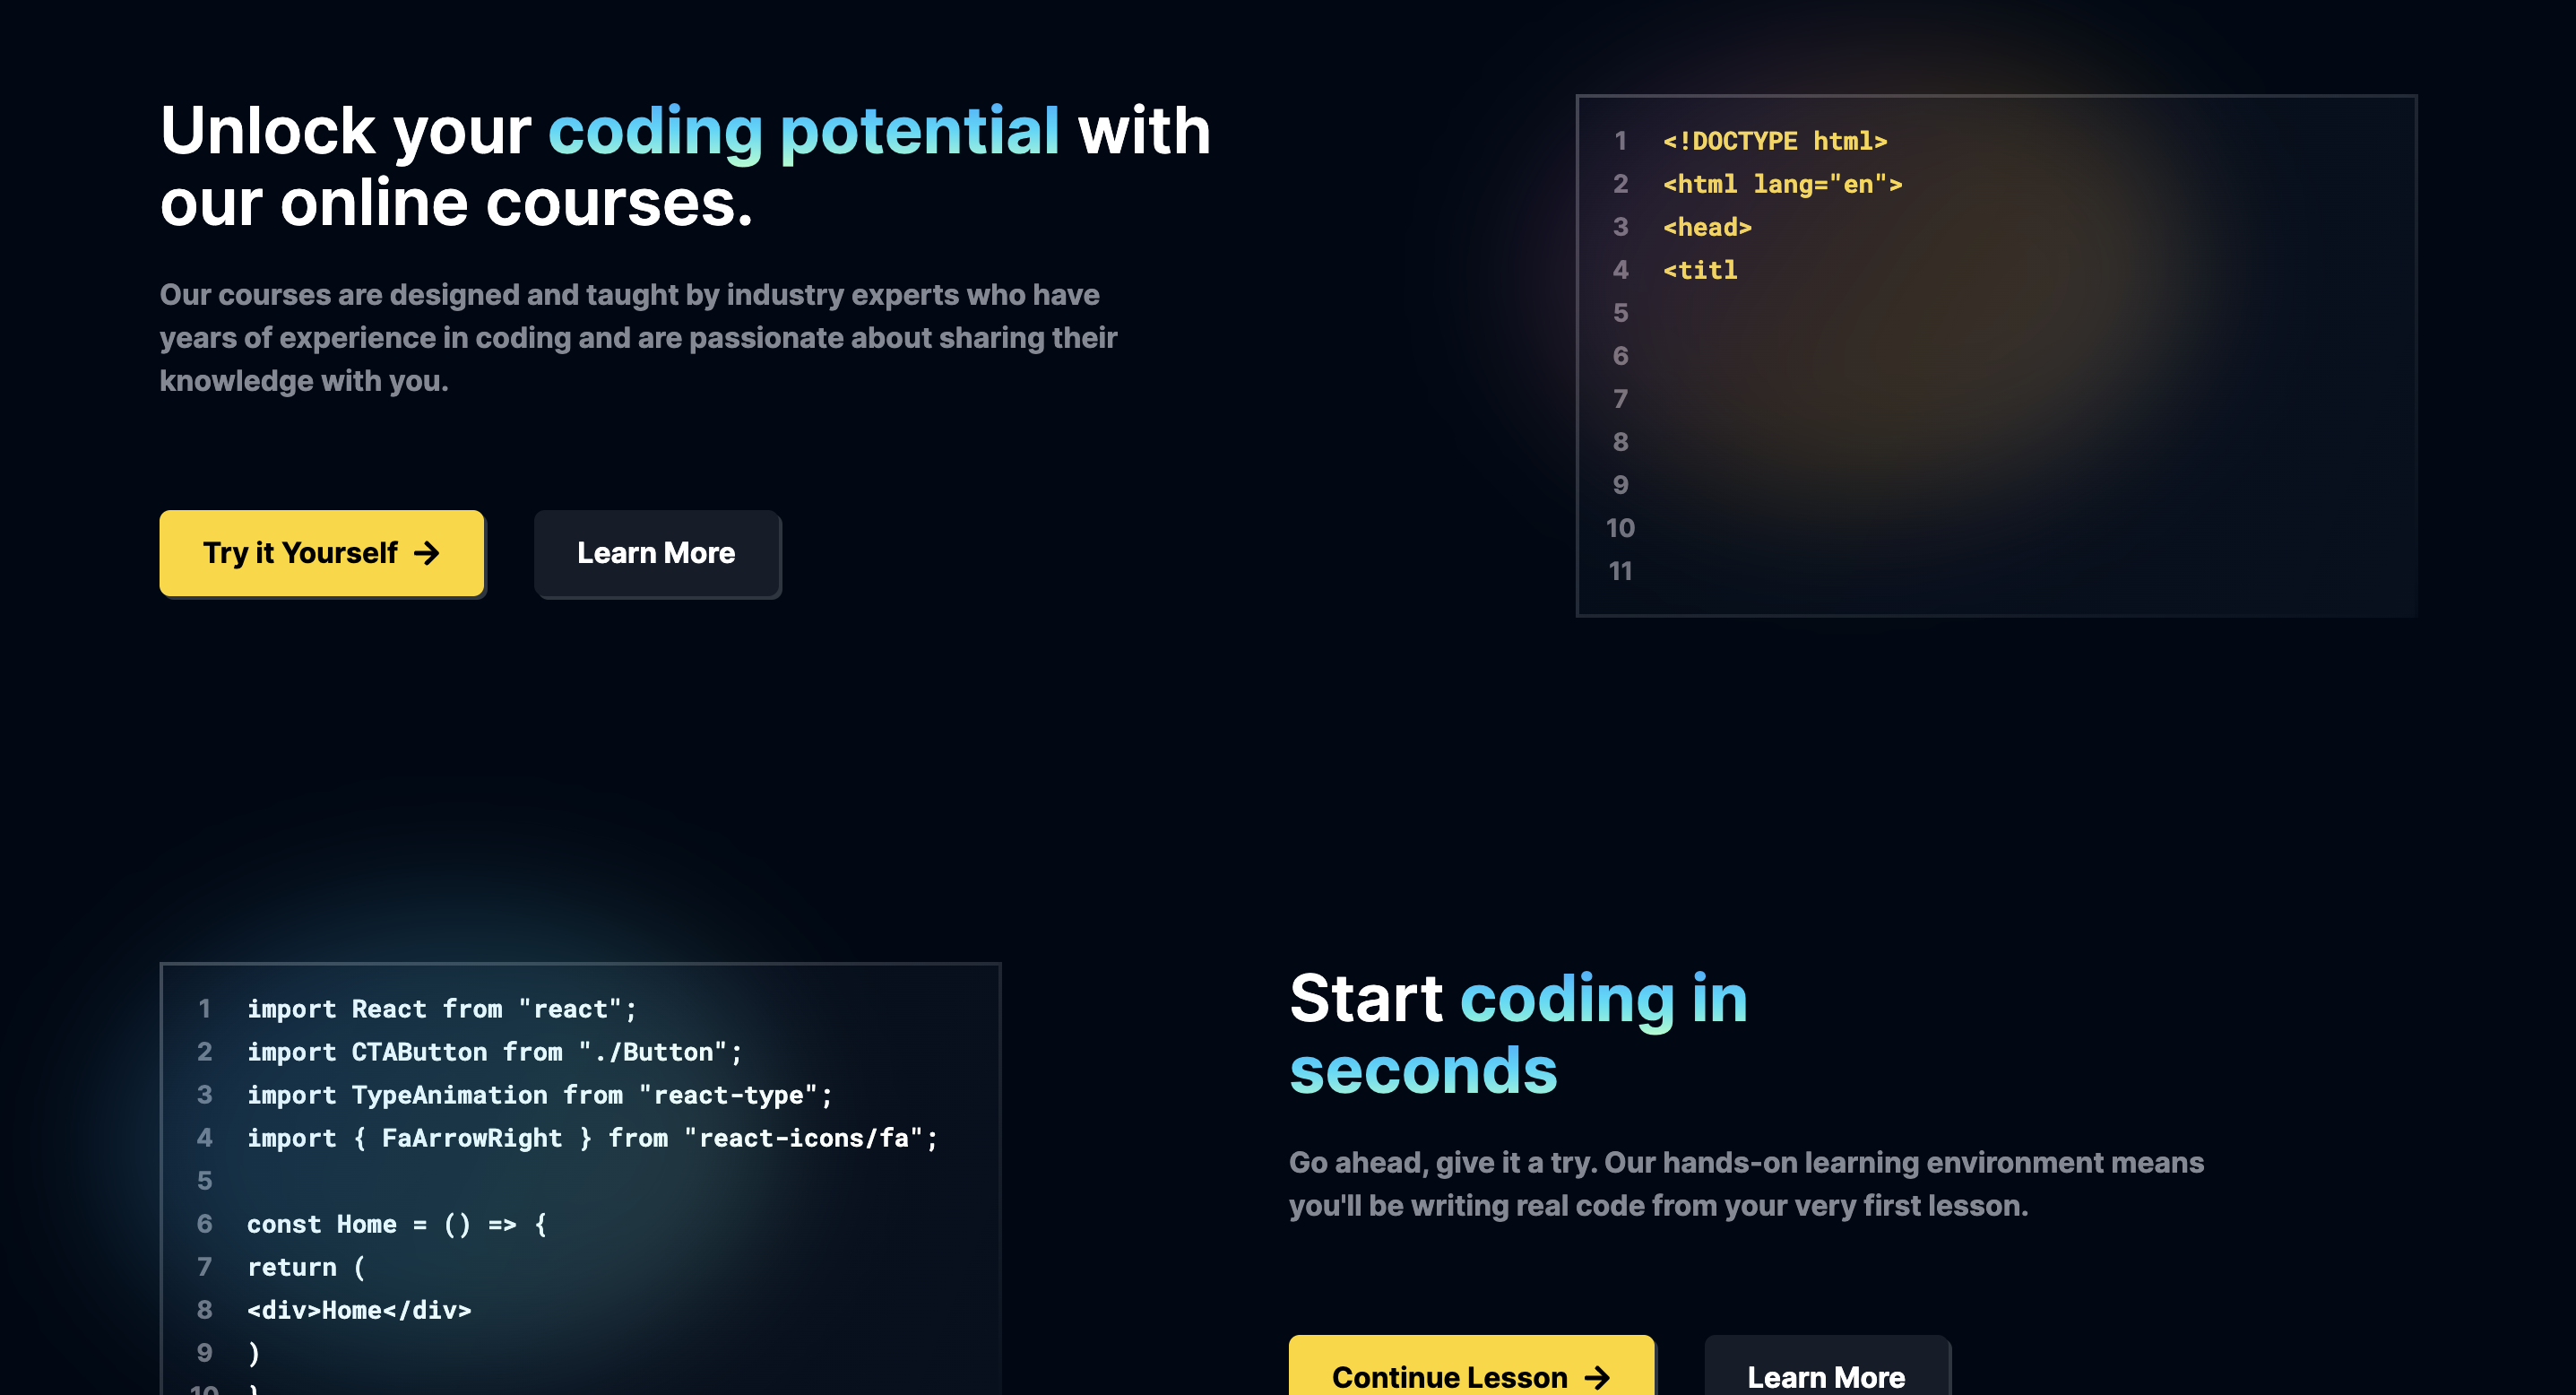 Unlock your coding potential with
our online courses.
Our courses are designed and taught by industry experts who have
years of experience in coding and are passionate about sharing their
knowledge with you.
Try it Yourself →
Learn More
1 <!DOCTYPE html>
2 <html lang="en">
3 <head>
4 <titl
5
6
7
8
9
10
11
1 import React from "react";
2 import CTAButton from "./Button";
3 import TypeAnimation from "react-type";
4 import { FaArrowRight } from "react-icons/fa";
5
6 const Home = () => {
7 return (
8 <div>Home</div>
9 )
10 }
Start coding in
seconds
Go ahead, give it a try. Our hands-on learning environment means
you'll be writing real code from your very first lesson.
Continue Lesson →
Learn More